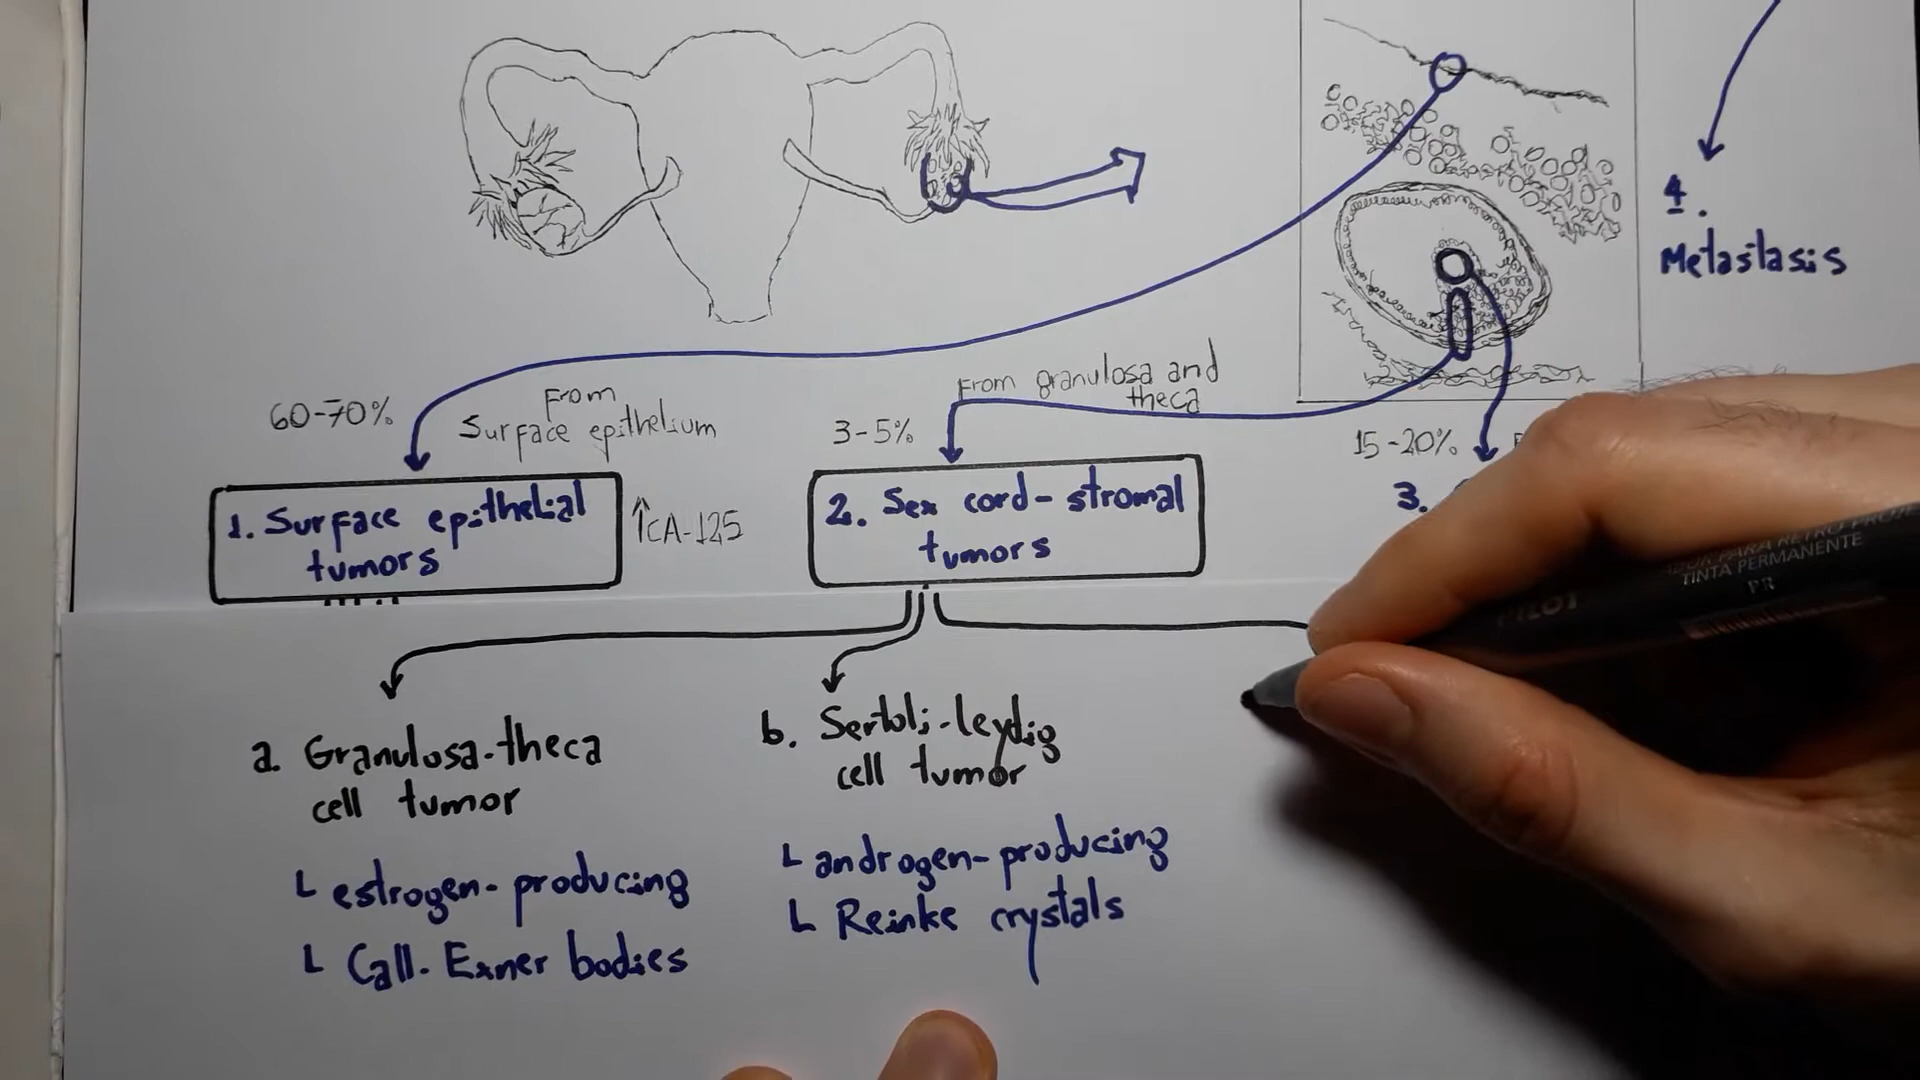 4.
Metastasis
From granulosa and
theca
From
Surface epithelium
60-70%
3-5%
15-20%
1. Surface epithelial
tumors
↑CA-125
2. Sex cord-stromal
tumors
3.
TINTA PERMANENTE
PILOT
a. Granulosa-theca
cell tumor
b. Sertoli-leydig
cell tumor
└ estrogen-producing
└ Call-Exner bodies
└ androgen-producing
└ Reinke crystals